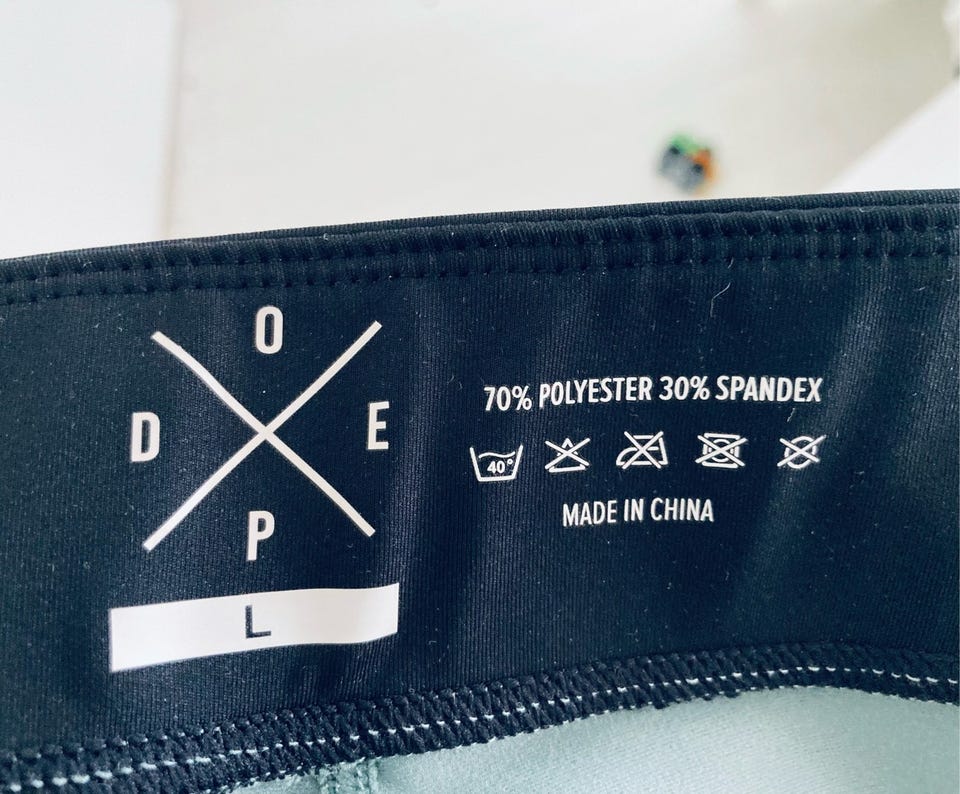 O
D E
P
L
70% POLYESTER 30% SPANDEX
40°
MADE IN CHINA